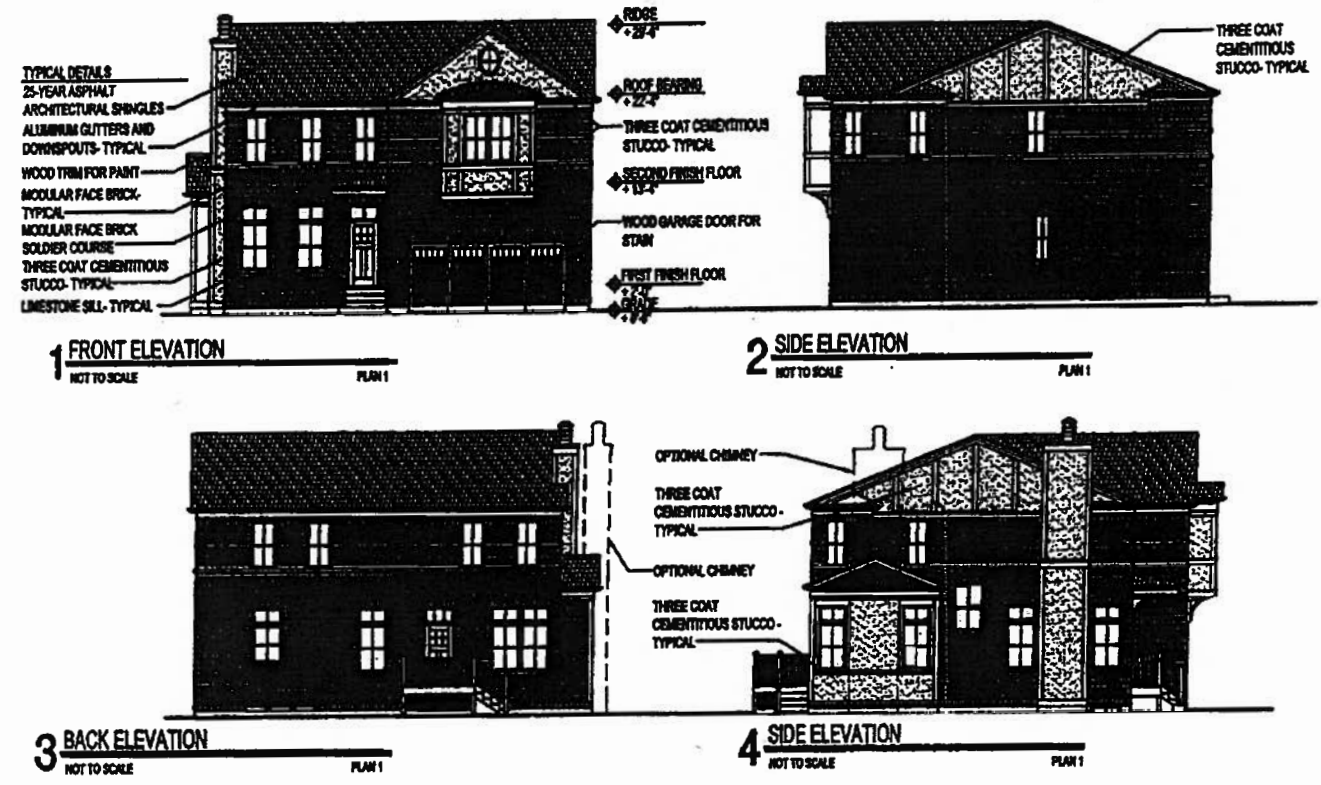 TYPICAL DETAILS
25-YEAR ASPHALT
ARCHITECTURAL SHINGLES
ALUMINUM GUTTERS AND
DOWNSPOUTS- TYPICAL
WOOD TRIM FOR PAINT
MODULAR FACE BRICK-
TYPICAL
MODULAR FACE BRICK
SOLDIER COURSE
THREE COAT CEMENTITIOUS
STUCCO- TYPICAL
LIMESTONE SILL- TYPICAL
RIDGE
ROOF BEARING
THREE COAT CEMENTITIOUS
STUCCO- TYPICAL
SECOND FINISH FLOOR
WOOD GARAGE DOOR FOR
STAIN
FIRST FINISH FLOOR
GRADE
1 FRONT ELEVATION
NOT TO SCALE PLAN 1
THREE COAT
CEMENTITIOUS
STUCCO- TYPICAL
2 SIDE ELEVATION
NOT TO SCALE PLAN 1
3 BACK ELEVATION
NOT TO SCALE PLAN 1
OPTIONAL CHIMNEY
THREE COAT
CEMENTITIOUS STUCCO -
TYPICAL
OPTIONAL CHIMNEY
THREE COAT
CEMENTITIOUS STUCCO -
TYPICAL
4 SIDE ELEVATION
NOT TO SCALE PLAN 1